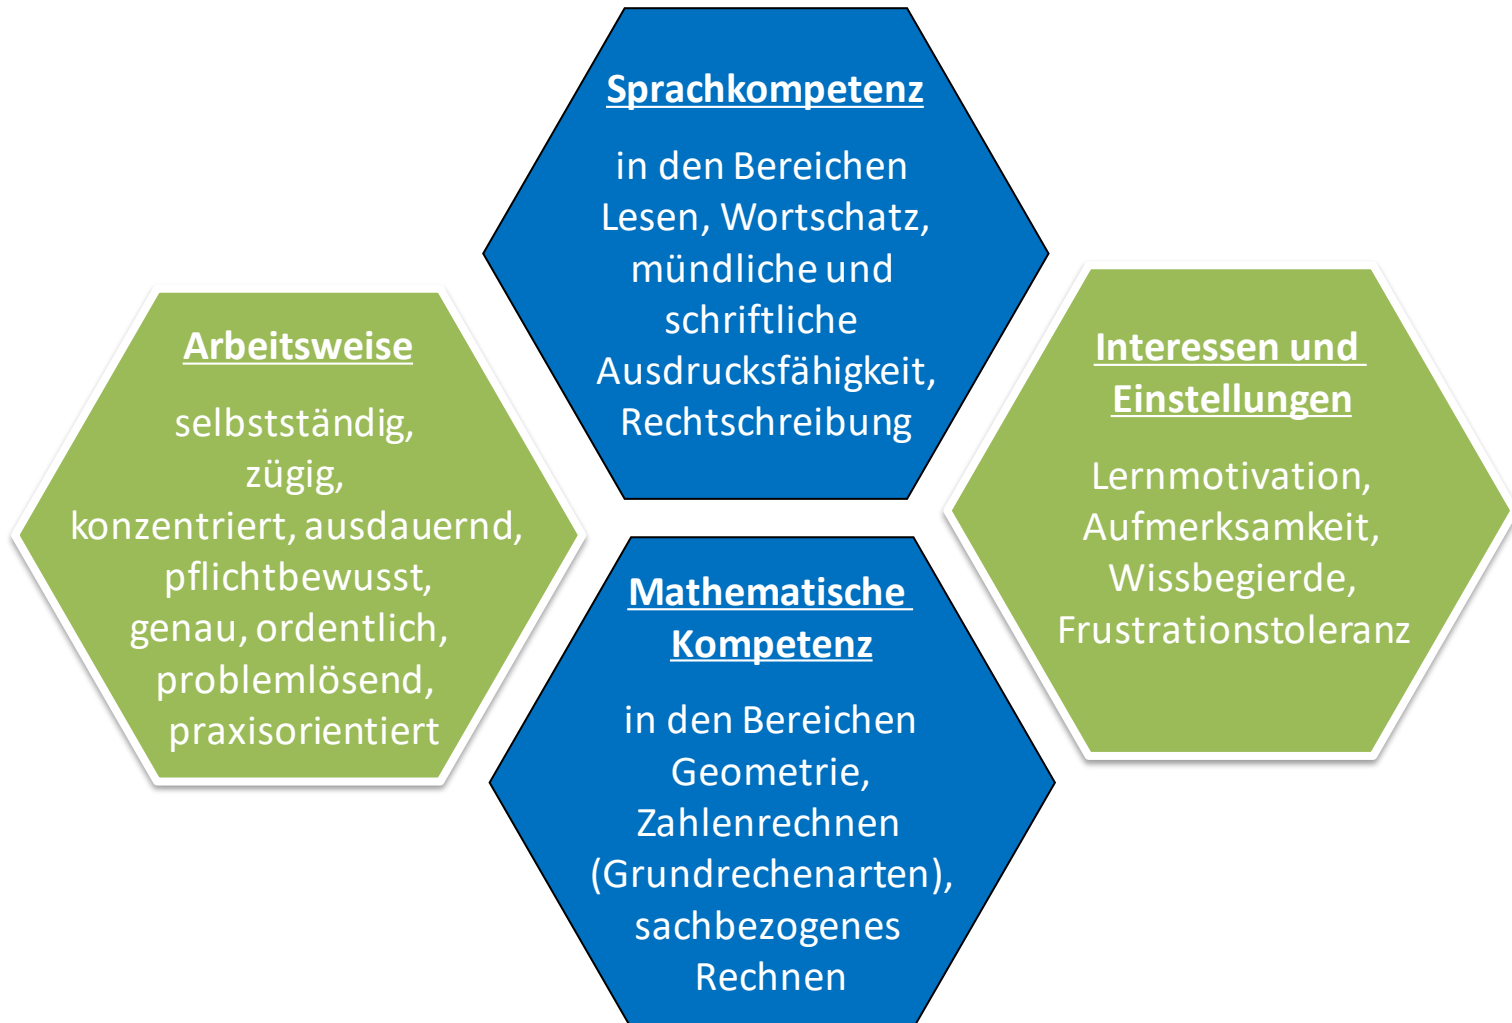 Sprachkompetenz
in den Bereichen
Lesen, Wortschatz,
mündliche und
schriftliche
Ausdrucksfähigkeit,
Rechtschreibung
Arbeitsweise
selbstständig,
zügig,
konzentriert, ausdauernd,
pflichtbewusst,
genau, ordentlich,
problemlösend,
praxisorientiert
Interessen und
Einstellungen
Lernmotivation,
Aufmerksamkeit,
Wissbegierde,
Frustrationstoleranz
Mathematische
Kompetenz
in den Bereichen
Geometrie,
Zahlenrechnen
(Grundrechenarten),
sachbezogenes
Rechnen